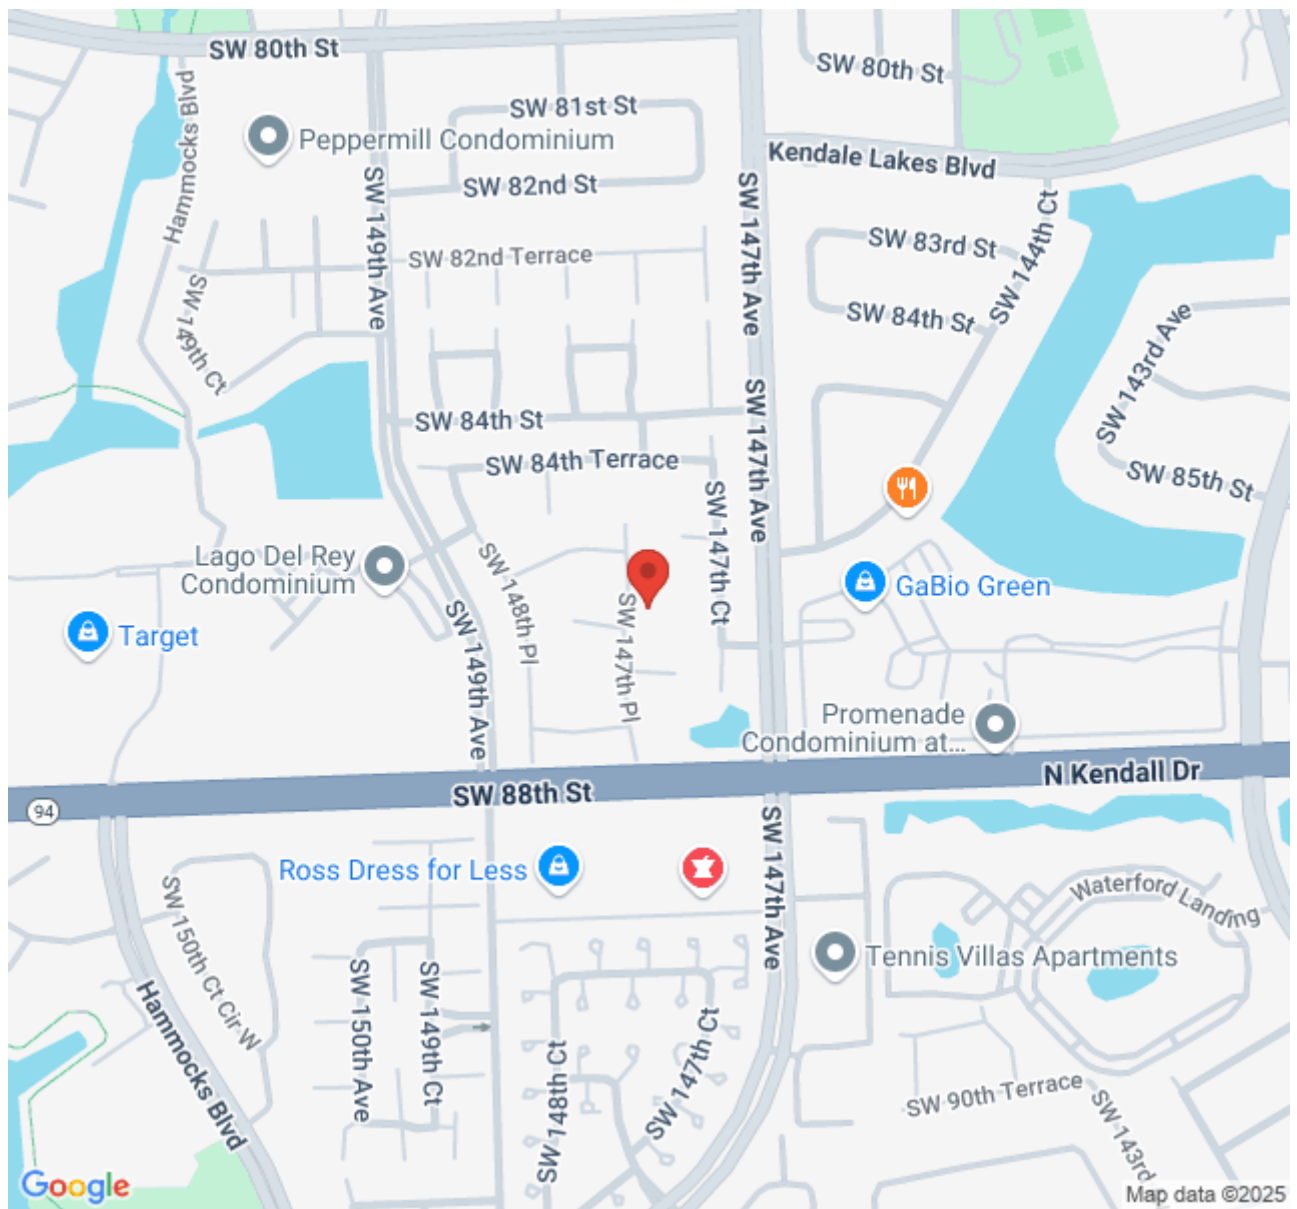 SW 80th St
SW 80th St
Hammocks Blvd
SW 81st St
Peppermill Condominium
Kendale Lakes Blvd
SW 82nd St
SW 149th Ave
SW 147th Ave
SW 144th Ct
SW 83rd St
SW 82nd Terrace
SW 149th Ct
SW 84th St
SW 143rd Ave
SW 147th Ave
SW 84th St
SW 84th Terrace
SW 85th St
SW 147th Ct
Lago Del Rey
Condominium
SW 148th Pl
GaBio Green
SW 147th Pl
Target
SW 149th Ave
Promenade
Condominium at...
N Kendall Dr
SW 88th St
94
SW 147th Ave
Ross Dress for Less
SW 150th Ct Cir W
Waterford Landing
Tennis Villas Apartments
SW 150th Ave
SW 149th Ct
Hammocks Blvd
SW 148th Ct
SW 147th Ct
SW 90th Terrace
SW 143rd
Google
Map data ©2025